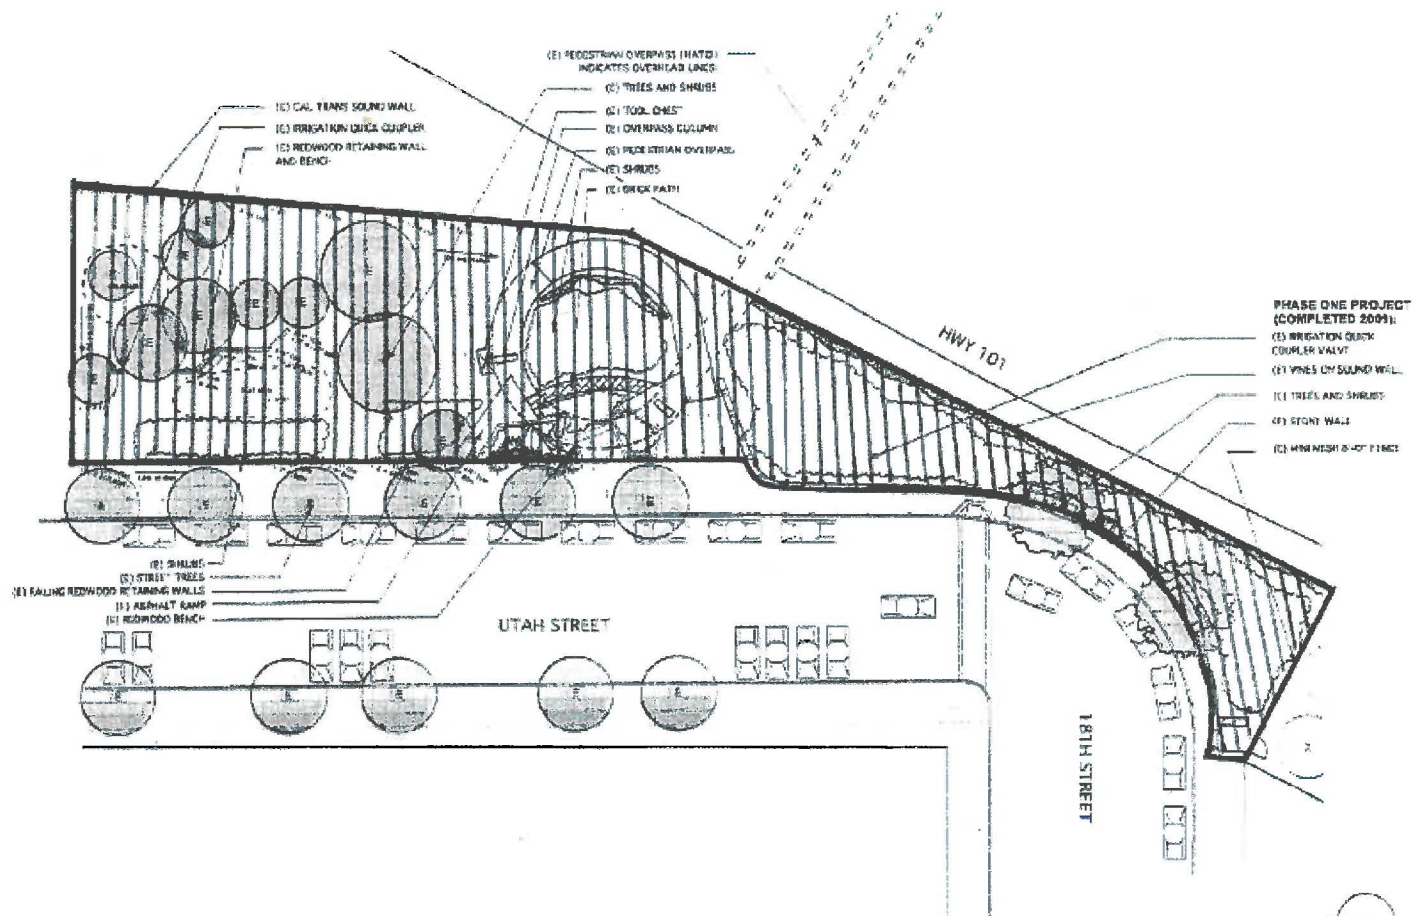 (E) PEDESTRIAN OVERPASS (HATCH
INDICATES OVERHEAD LINES)
(E) TREES AND SHRUBS
(E) TOOL CHEST
(E) OVERPASS COLUMN
(E) PEDESTRIAN OVERPASS
(E) SHRUBS
(E) BRICK PATH
(E) CAL TRANS SOUND WALL
(E) IRRIGATION QUICK COUPLER
(E) REDWOOD RETAINING WALL
AND BENCH
HWY 101
PHASE ONE PROJECT
(COMPLETED 2009):
(E) IRRIGATION QUICK
COUPLER VALVE
(E) VINES ON SOUND WALL
(E) TREES AND SHRUBS
(E) STONE WALL
(E) SHRUBS
(E) STREET TREES
(E) FAILING REDWOOD RETAINING WALLS
(E) ASPHALT RAMP
(E) REDWOOD BENCH
UTAH STREET
18TH STREET